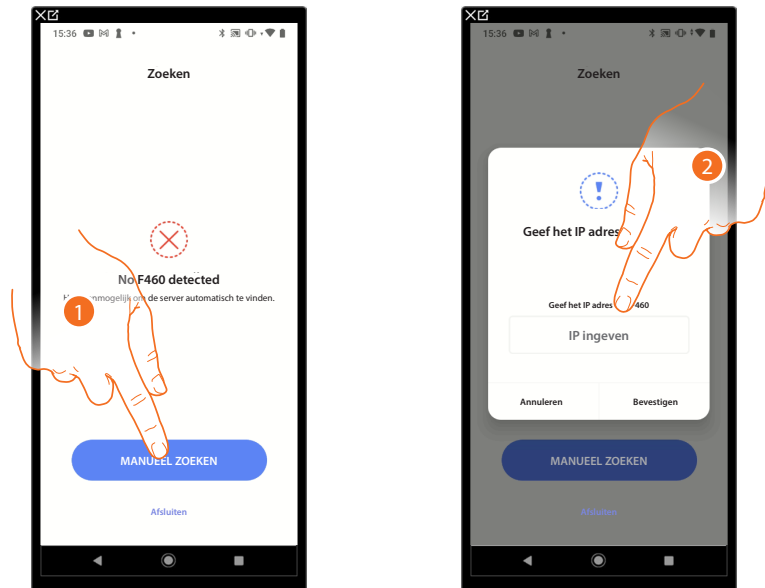 15:36
Zoeken
No F460 detected
onmogelijk om de server automatisch te vinden.
1
MANUEEL ZOEKEN
Afsluiten
15:36
Zoeken
2
Geef het IP adres
Geef het IP adres 460
IP ingeven
Annuleren Bevestigen
MANUEEL ZOEKEN
Afsluiten